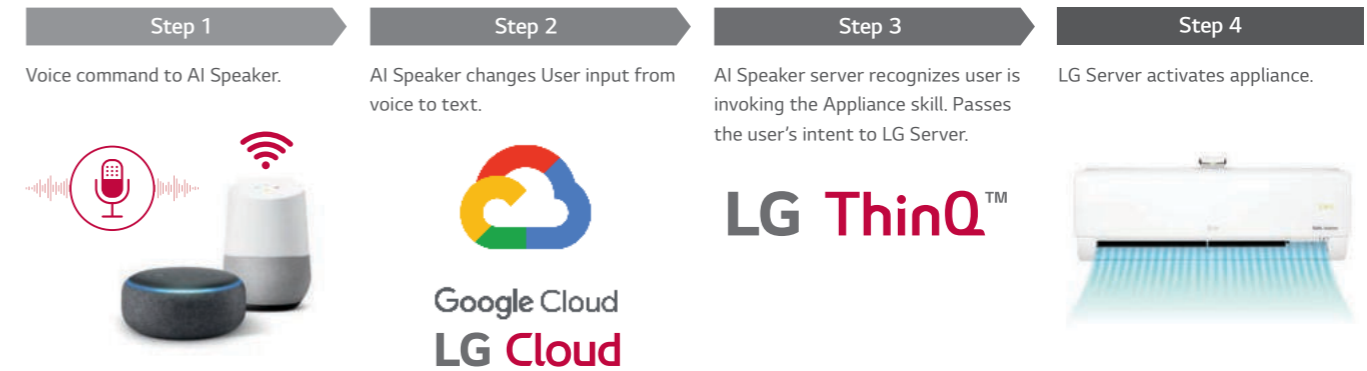 Step 1
Voice command to AI Speaker.
Step 2
AI Speaker changes User input from
voice to text.
Google Cloud
LG Cloud
Step 3
AI Speaker server recognizes user is
invoking the Appliance skill. Passes
the user's intent to LG Server.
LG ThinQ™
Step 4
LG Server activates appliance.